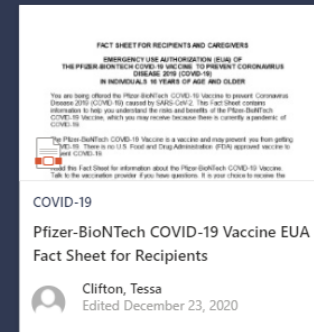 FACT SHEET FOR RECIPIENTS AND CAREGIVERS
EMERGENCY USE AUTHORIZATION (EUA) OF
THE PFIZER-BIONTECH COVID-19 VACCINE TO PREVENT CORONAVIRUS
DISEASE 2019 (COVID-19)
IN INDIVIDUALS 16 YEARS OF AGE AND OLDER
You are being offered the Pfizer-BioNTech COVID-19 Vaccine to prevent Coronavirus
Disease 2019 (COVID-19) caused by SARS-CoV-2. This Fact Sheet contains
information to help you understand the risks and benefits of the Pfizer-BioNTech
COVID-19 Vaccine, which you may receive because there is currently a pandemic of
COVID-19.
The Pfizer-BioNTech COVID-19 Vaccine is a vaccine and may prevent you from getting
COVID-19. There is no U.S. Food and Drug Administration (FDA) approved vaccine to
prevent COVID-19.
Read this Fact Sheet for information about the Pfizer-BioNTech COVID-19 Vaccine.
Talk to the vaccination provider if you have questions. It is your choice to receive the
COVID-19
Pfizer-BioNTech COVID-19 Vaccine EUA
Fact Sheet for Recipients
Clifton, Tessa
Edited December 23, 2020